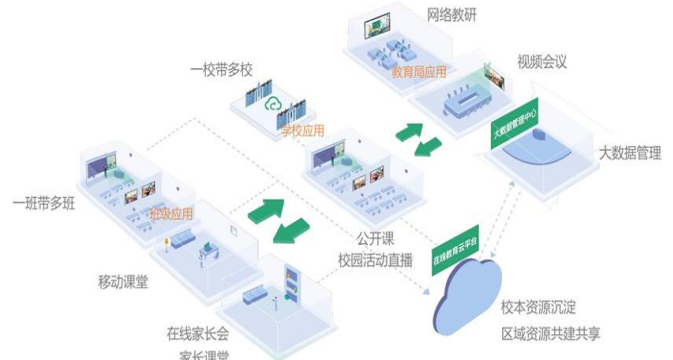 网络教研
视频会议
教育局应用
一校带多校
学校应用
大数据管理中心
大数据管理
一班带多班
班级应用
公开课
校园活动直播
在线教育云平台
移动课堂
校本资源沉淀
区域资源共建共享
在线家长会
家长课堂